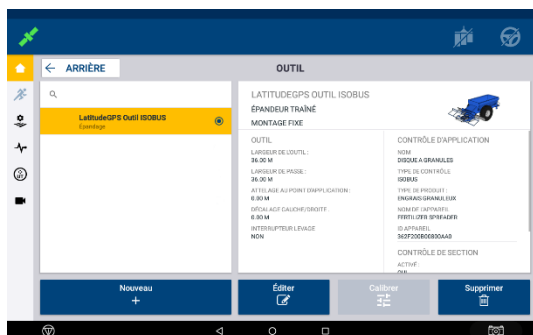 ARRIÈRE
OUTIL
LatitudeGPS Outil ISOBUS
Épandage
LATITUDEGPS OUTIL ISOBUS
ÉPANDEUR TRAÎNÉ
MONTAGE FIXE
OUTIL
LARGEUR DE L'OUTIL :
36.00 M
LARGEUR DE PASSE :
36.00 M
ATTELAGE AU POINT D'APPLICATION :
0.00 M
DÉCALAGE GAUCHE/DROITE :
0.00 M
INTERRUPTEUR LEVAGE
NON
CONTRÔLE D'APPLICATION
NOM
DISQUE A GRANULES
TYPE DE CONTRÔLE
ISOBUS
TYPE DE PRODUIT :
ENGRAIS GRANULEUX
NOM DE L'APPAREIL
FERTILIZER SPREADER
ID APPAREIL
362F200B00800AA0
CONTRÔLE DE SECTION
ACTIVÉ
OUI
Nouveau
+
Éditer
Calibrer
Supprimer